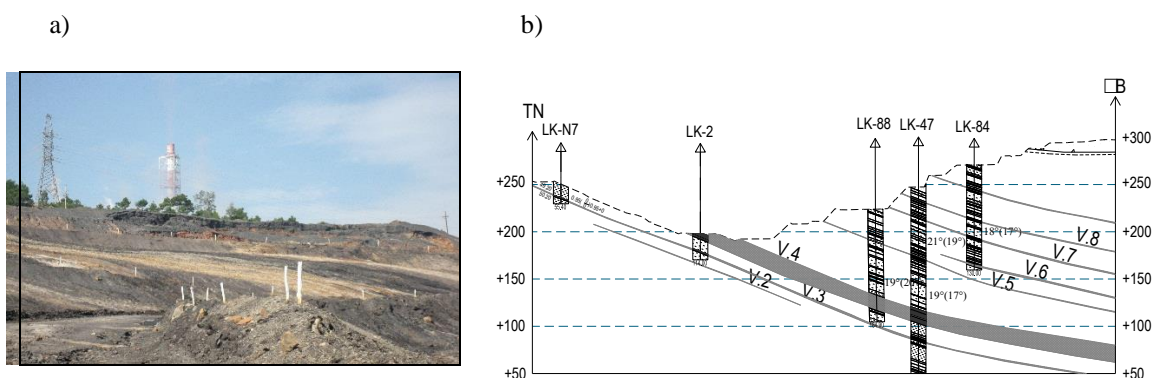 a)
b)
TN
□B
LK-N7
LK-2
LK-88
LK-47
LK-84
+300
+250
+250
+200
+200
+150
+150
+100
+100
+50
+50
V.8
V.7
V.6
V.5
V.4
V.3
V.2
18°(17°)
21°(19°)
19°(17°)